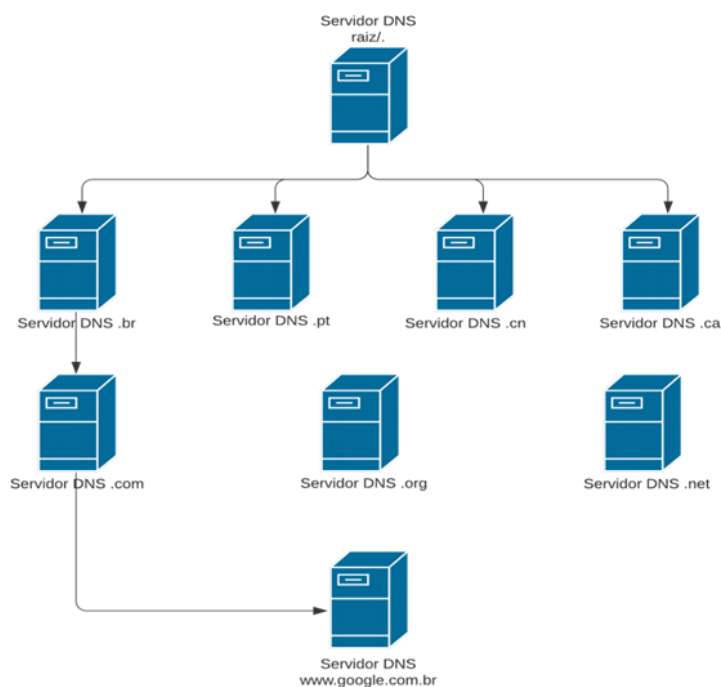 Servidor DNS
raiz/.
Servidor DNS .br
Servidor DNS .pt
Servidor DNS .cn
Servidor DNS .ca
Servidor DNS .com
Servidor DNS .org
Servidor DNS .net
Servidor DNS
www.google.com.br